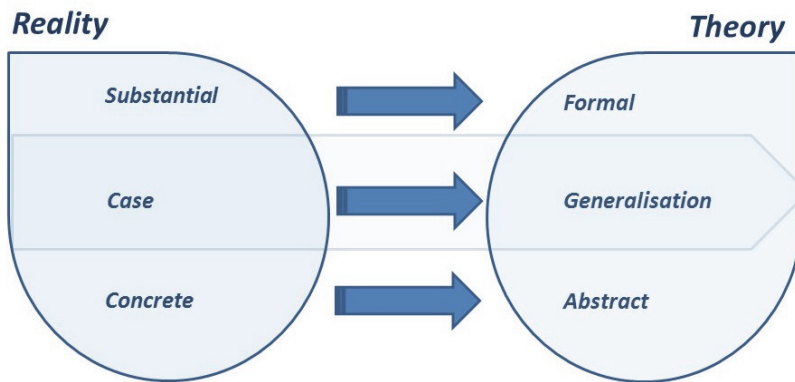 Reality
Theory
Substantial
Formal
Case
Generalisation
Concrete
Abstract